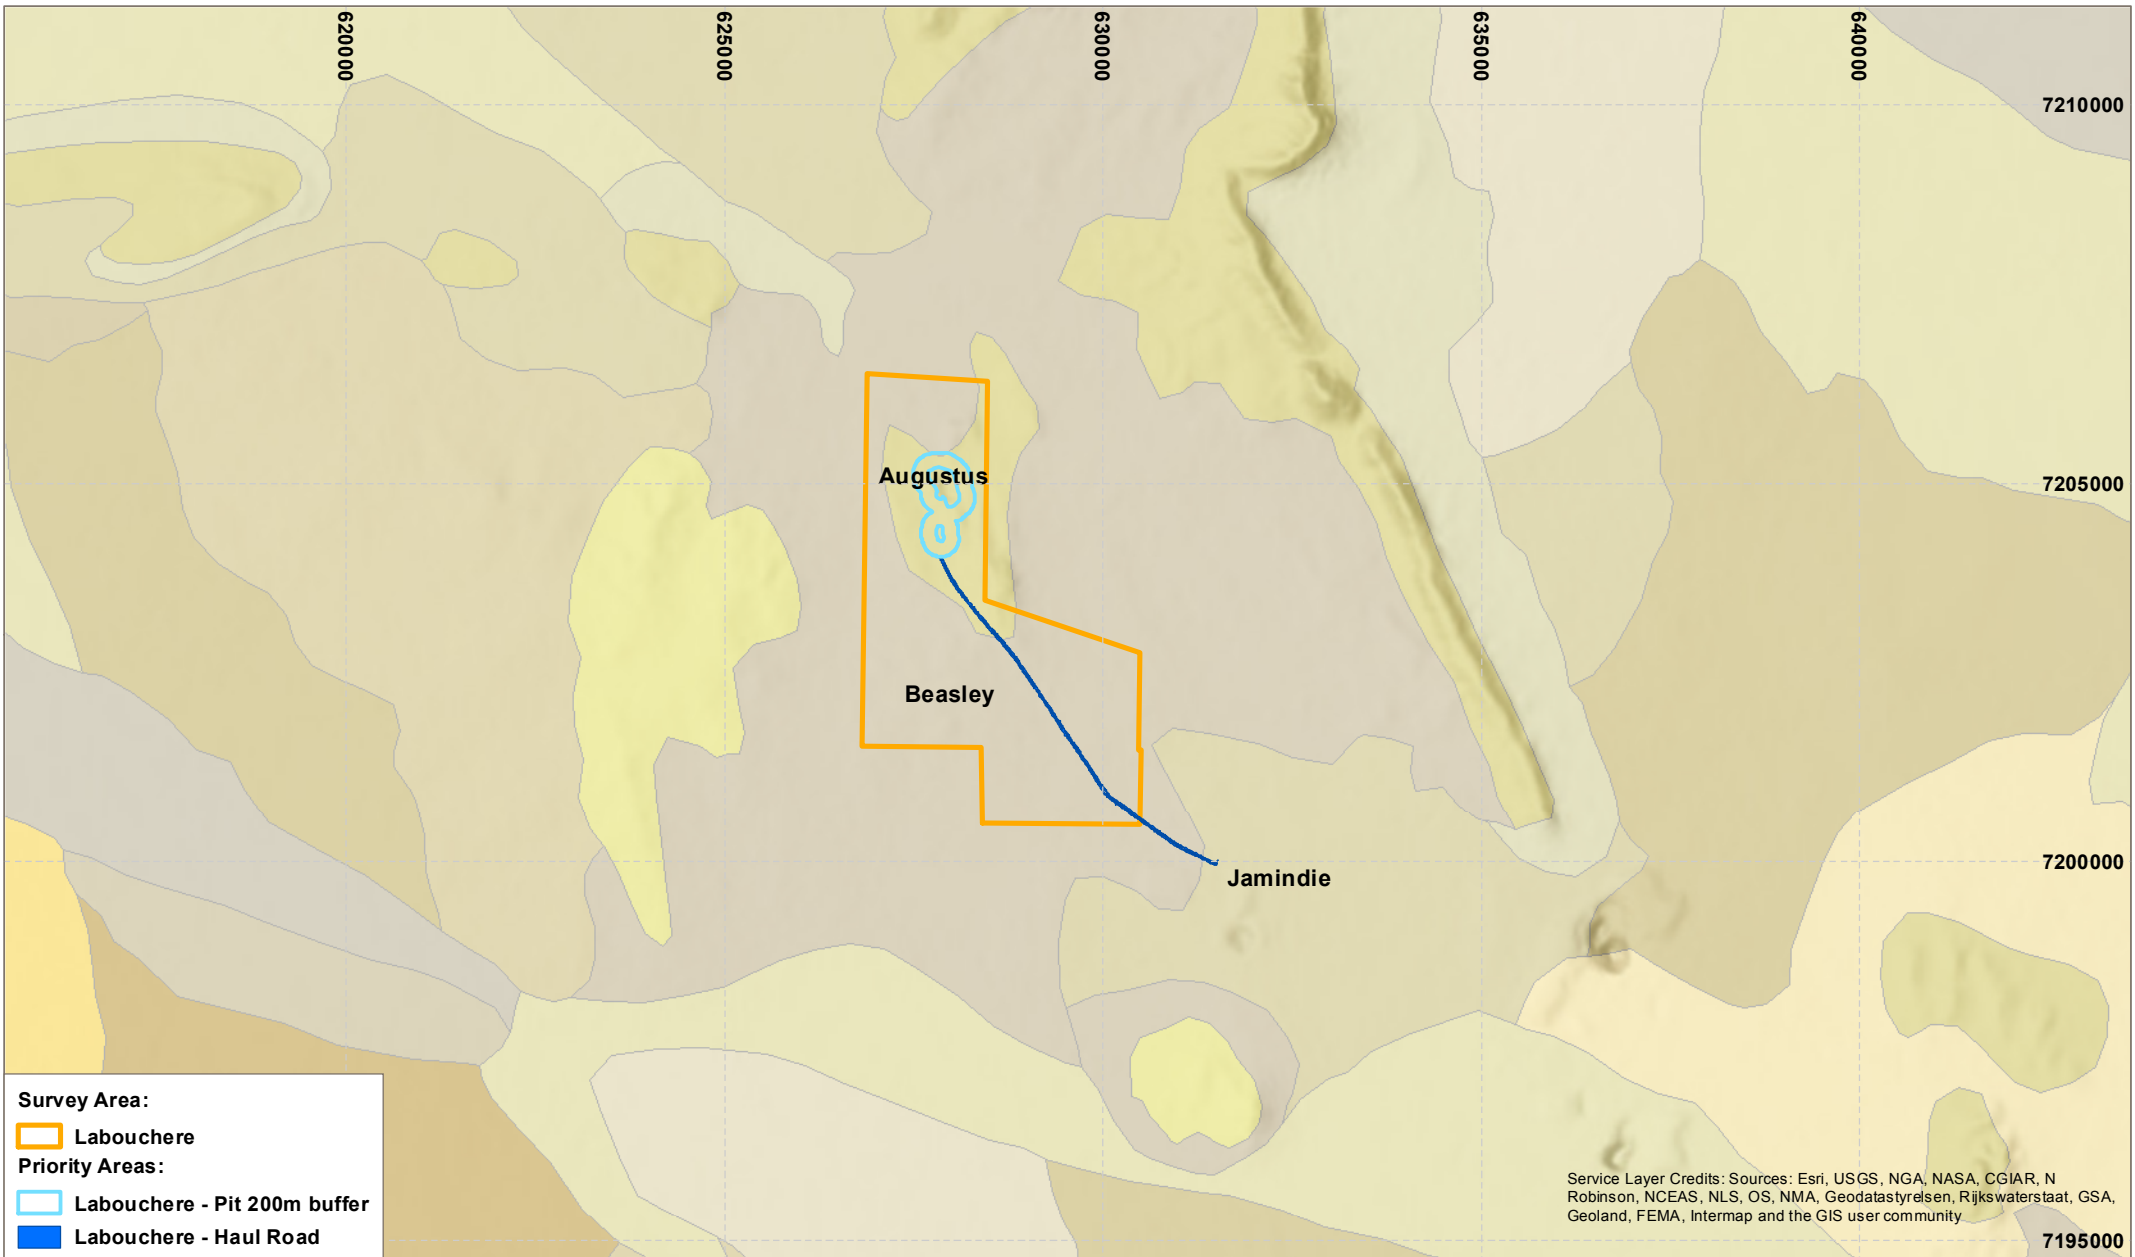 620000
625000
630000
635000
640000
7210000
7205000
7200000
7195000
Augustus
Beasley
Jamindie
Survey Area:
Labouchere
Priority Areas:
Labouchere - Pit 200m buffer
Labouchere - Haul Road
Service Layer Credits: Sources: Esri, USGS, NGA, NASA, CGIAR, N
Robinson, NCEAS, NLS, OS, NMA, Geodatastyrelsen, Rijkswaterstaat, GSA,
Geoland, FEMA, Intermap and the GIS user community